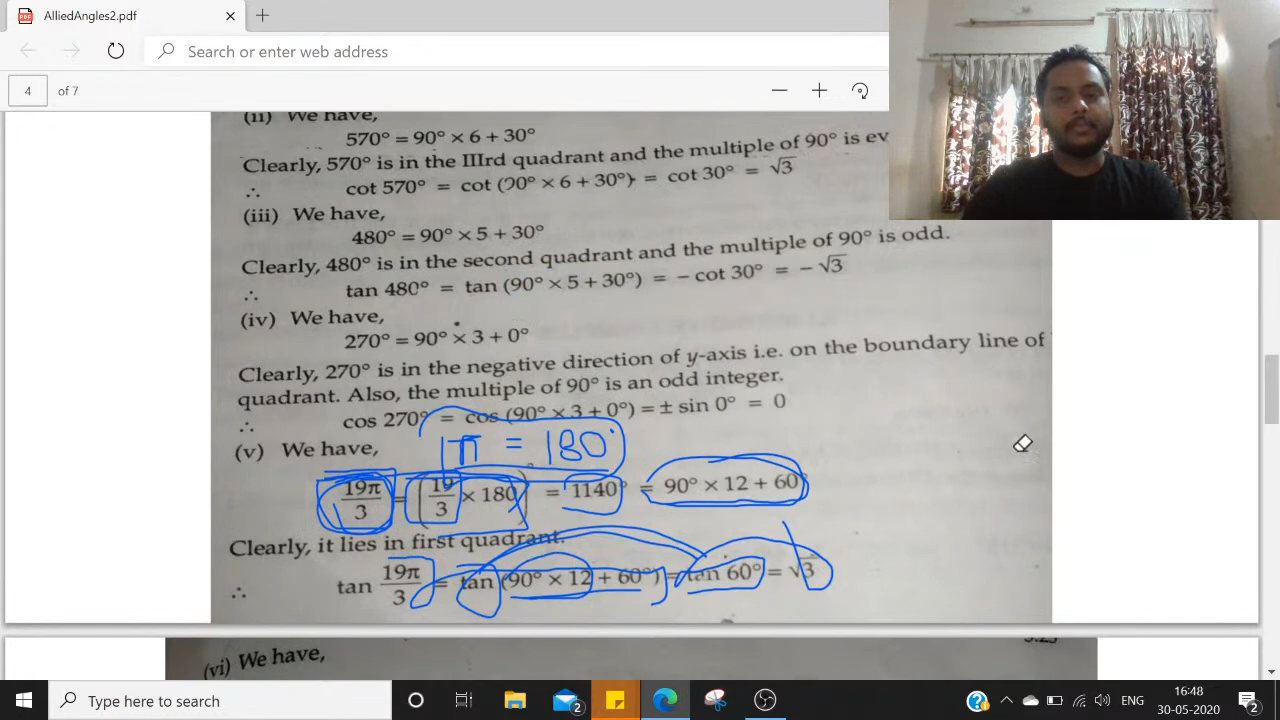 AlliedAngles2.pdf
Search or enter web address
4 of 7
(ii) We have,
570° = 90° × 6 + 30°
Clearly, 570° is in the IIIrd quadrant and the multiple of 90° is ev
∴ cot 570° = cot (90° × 6 + 30°) = cot 30° = √3
(iii) We have,
480° = 90° × 5 + 30°
Clearly, 480° is in the second quadrant and the multiple of 90° is odd.
∴ tan 480° = tan (90° × 5 + 30°) = − cot 30° = − √3
(iv) We have,
270° = 90° × 3 + 0°
Clearly, 270° is in the negative direction of y-axis i.e. on the boundary line of
quadrant. Also, the multiple of 90° is an odd integer.
∴ cos 270° = cos (90° × 3 + 0°) = ± sin 0° = 0
(v) We have,
1π = 180°
19π/3 = (19/3 × 180)° = 1140° = 90° × 12 + 60°
Clearly, it lies in first quadrant.
∴ tan 19π/3 = tan (90° × 12 + 60°) = tan 60° = √3
(vi) We have,
Type here to search
2
ENG
16:48
30-05-2020
2